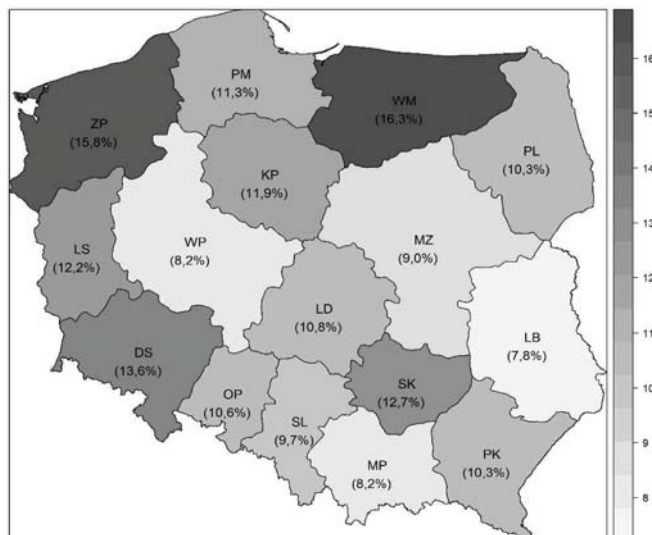 PM
(11,3%)
WM
(16,3%)
ZP
(15,8%)
PL
(10,3%)
KP
(11,9%)
MZ
(9,0%)
WP
(8,2%)
LS
(12,2%)
LD
(10,8%)
LB
(7,8%)
DS
(13,6%)
SK
(12,7%)
OP
(10,6%)
SL
(9,7%)
MP
(8,2%)
PK
(10,3%)
16
15
14
13
12
11
10
9
8